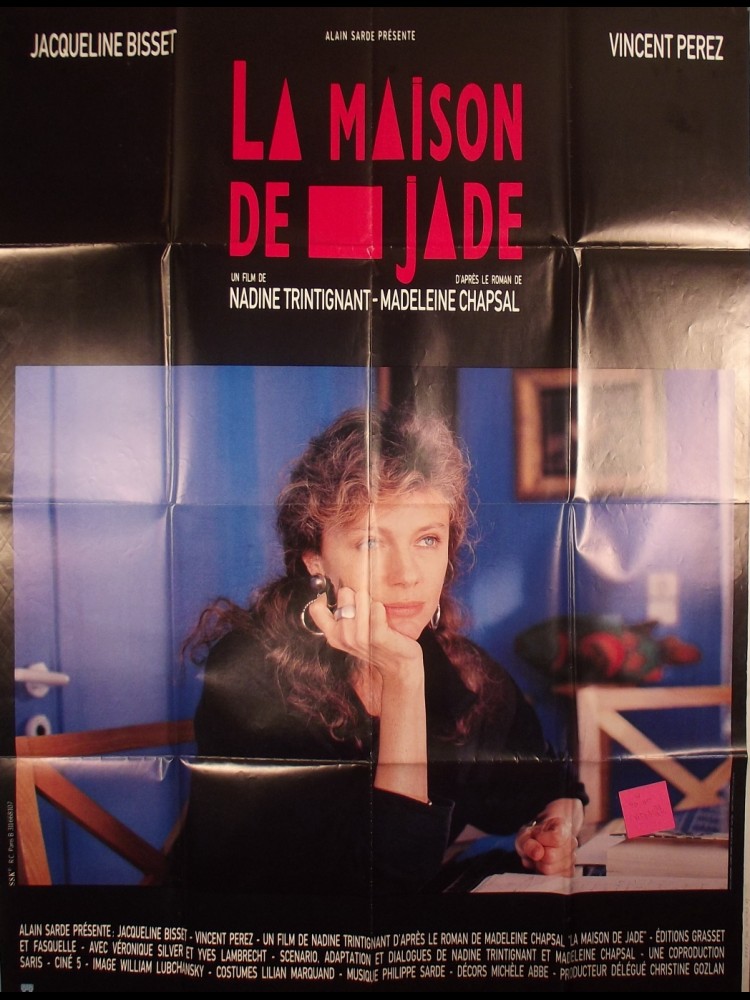 JACQUELINE BISSET
ALAIN SARDE PRÉSENTE
VINCENT PEREZ
LA MAISON
DE JADE
UN FILM DE
D'APRÈS LE ROMAN DE
NADINE TRINTIGNANT - MADELEINE CHAPSAL
ALAIN SARDE PRÉSENTE : JACQUELINE BISSET - VINCENT PEREZ - UN FILM DE NADINE TRINTIGNANT D'APRÈS LE ROMAN DE MADELEINE CHAPSAL "LA MAISON DE JADE" - ÉDITIONS GRASSET
ET FASQUELLE - AVEC VÉRONIQUE SILVER ET YVES LAMBRECHT - SCENARIO, ADAPTATION ET DIALOGUES DE NADINE TRINTIGNANT ET MADELEINE CHAPSAL - UNE COPRODUCTION
SARIS - CINÉ 5 - IMAGE WILLIAM LUBCHANSKY - COSTUMES LILIAN MARQUAND - MUSIQUE PHILIPPE SARDE - DÉCORS MICHÈLE ABBE - PRODUCTEUR DÉLÉGUÉ CHRISTINE GOZLAN